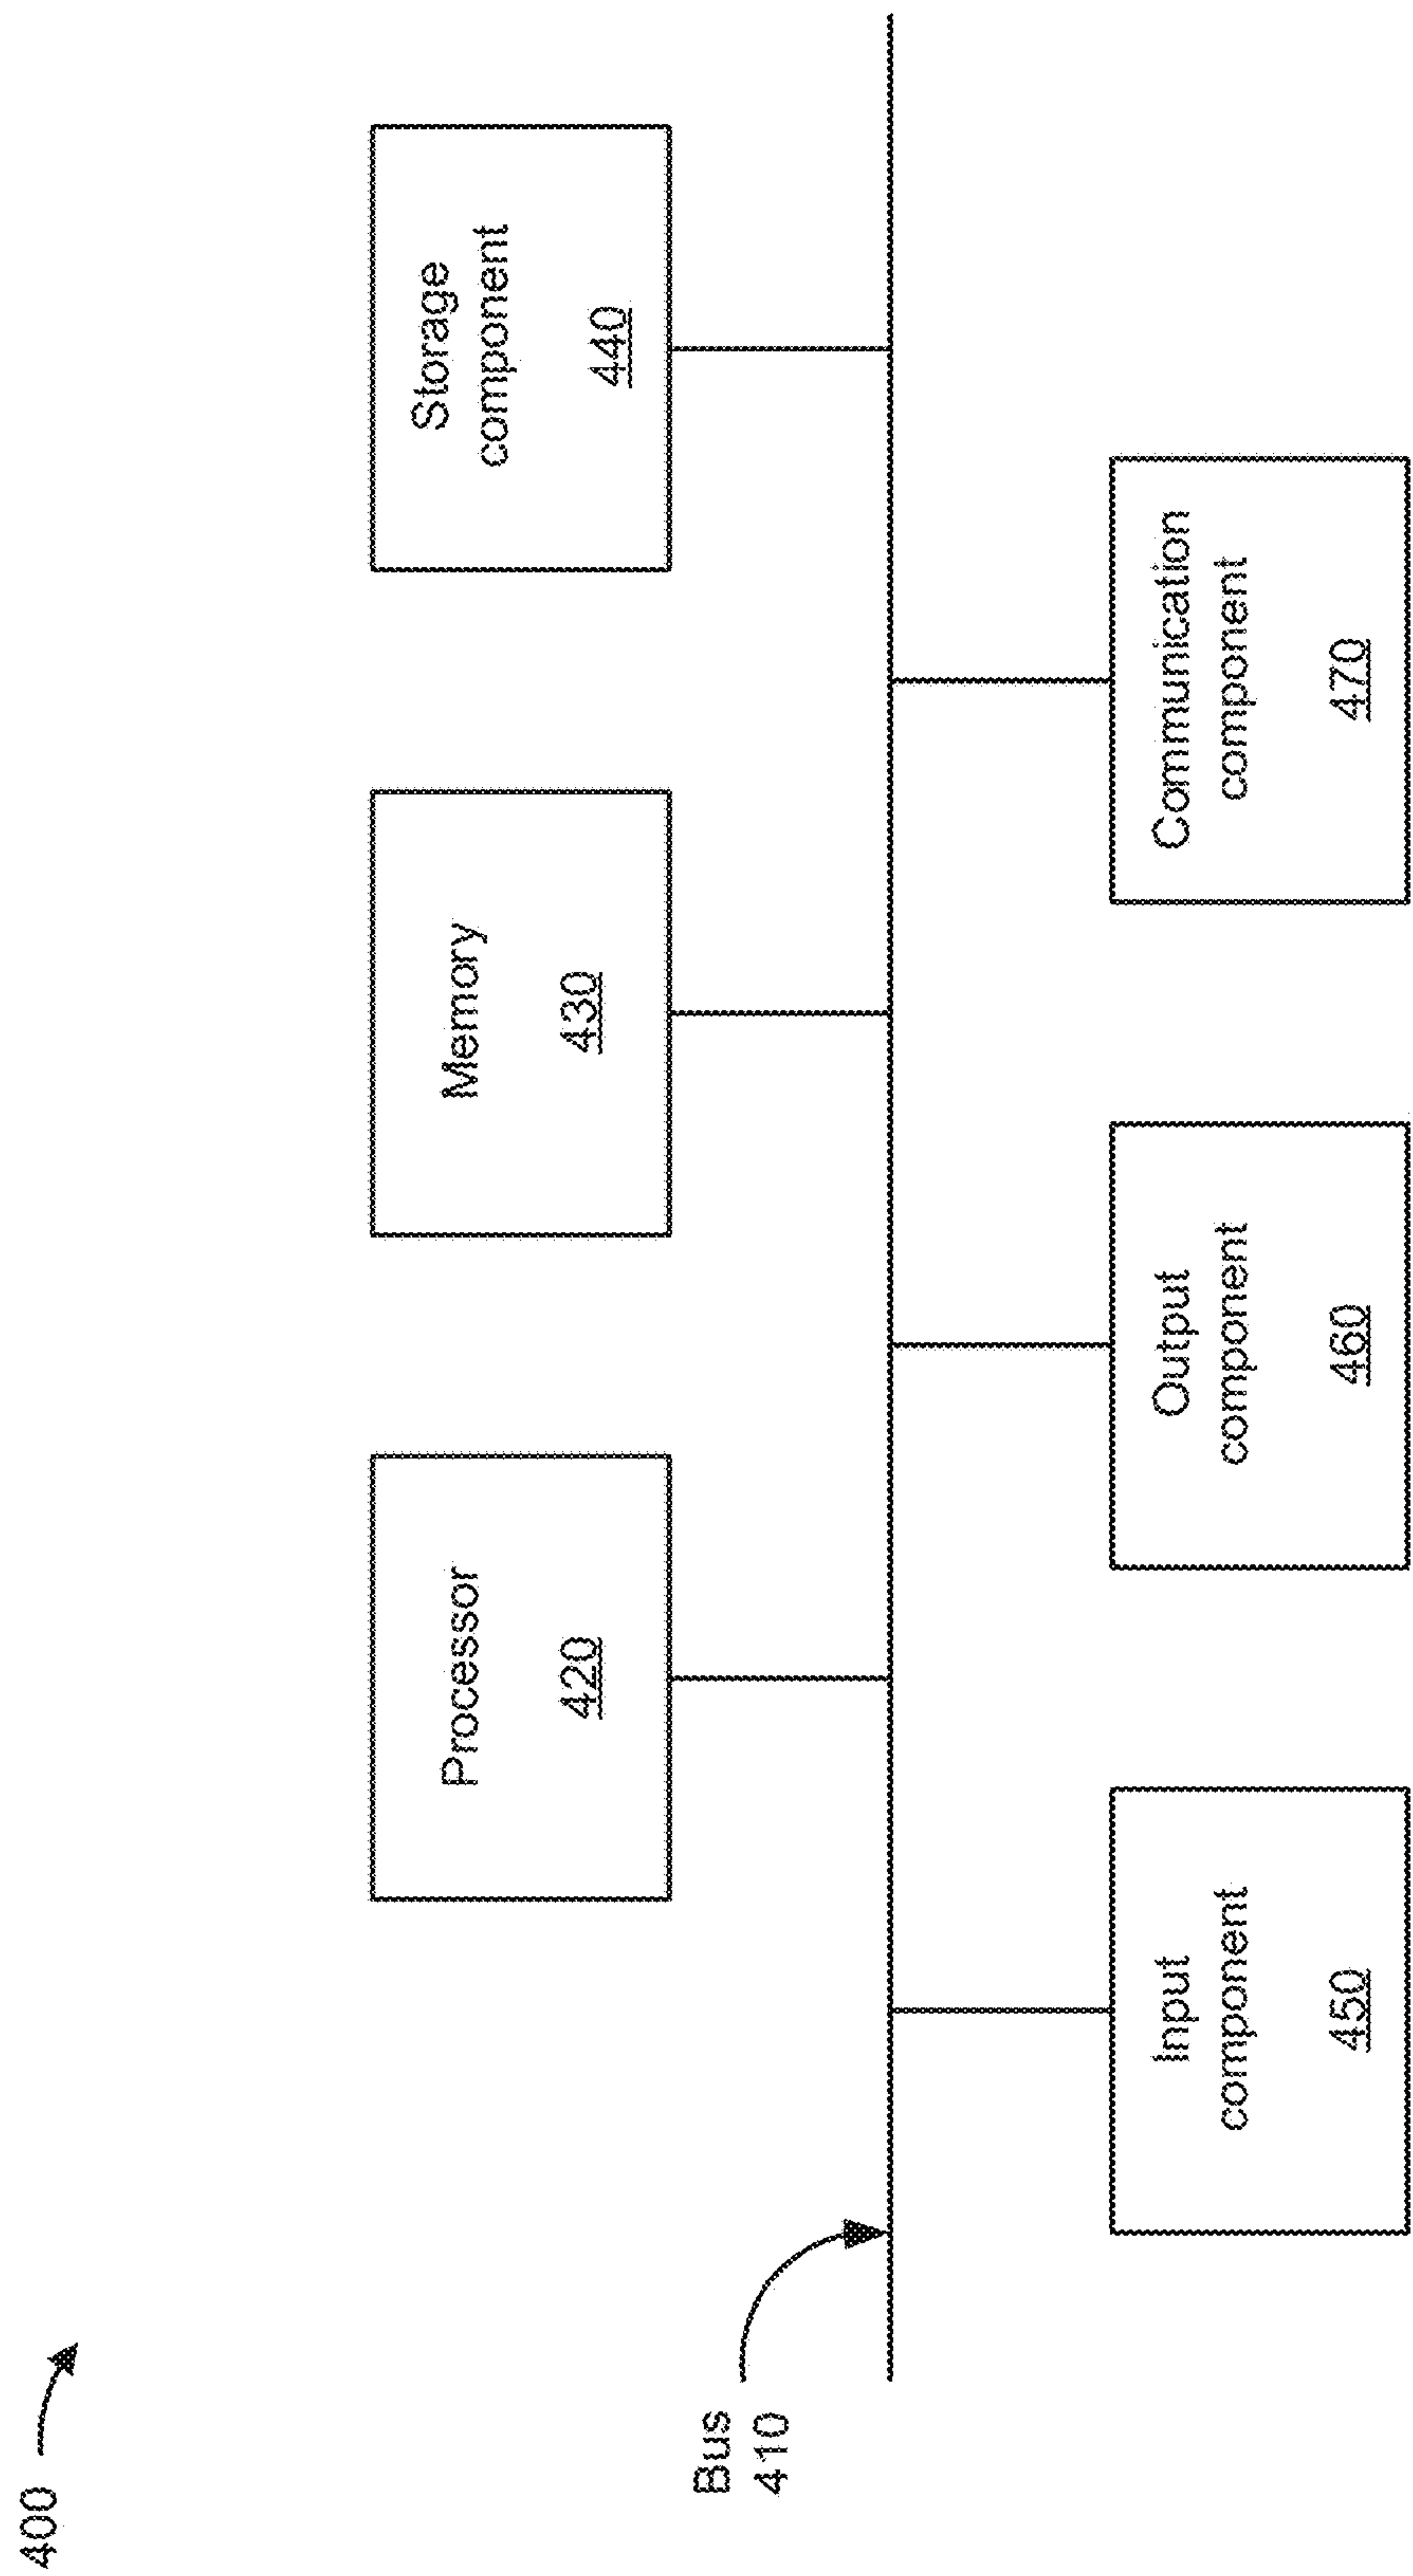 400
Processor
420
Memory
430
Storage
component
440
Bus
410
Input
component
450
Output
component
460
Communication
component
470